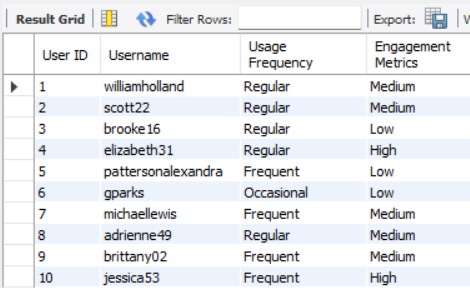 Result Grid Filter Rows: Export:
User ID Username Usage Frequency Engagement Metrics
1 williamholland Regular Medium
2 scott22 Regular Medium
3 brooke16 Regular Low
4 elizabeth31 Regular High
5 pattersonalexandra Frequent Low
6 gparks Occasional Low
7 michaellewis Frequent Medium
8 adrienne49 Regular Medium
9 brittany02 Frequent Medium
10 jessica53 Frequent High